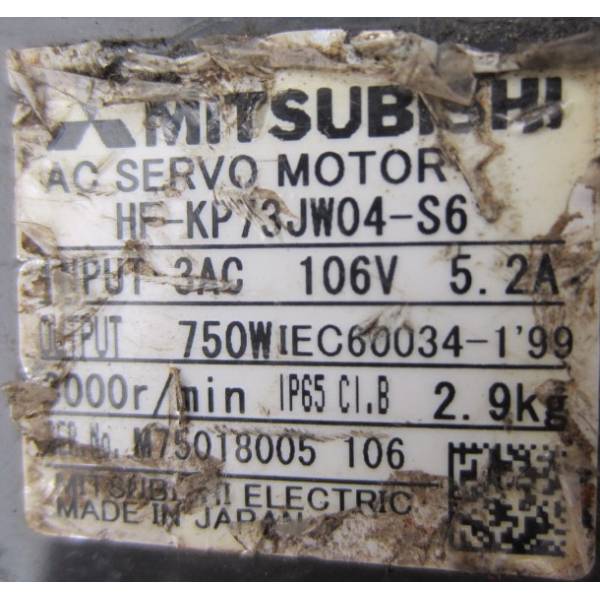 MITSUBISHI
AC SERVO MOTOR
HF-KP73JW04-S6
INPUT 3AC 106V 5.2A
OUTPUT 750W IEC60034-1'99
3000r/min IP65 CI.B 2.9kg
SER.No. M75018005 106
MITSUBISHI ELECTRIC
MADE IN JAPAN